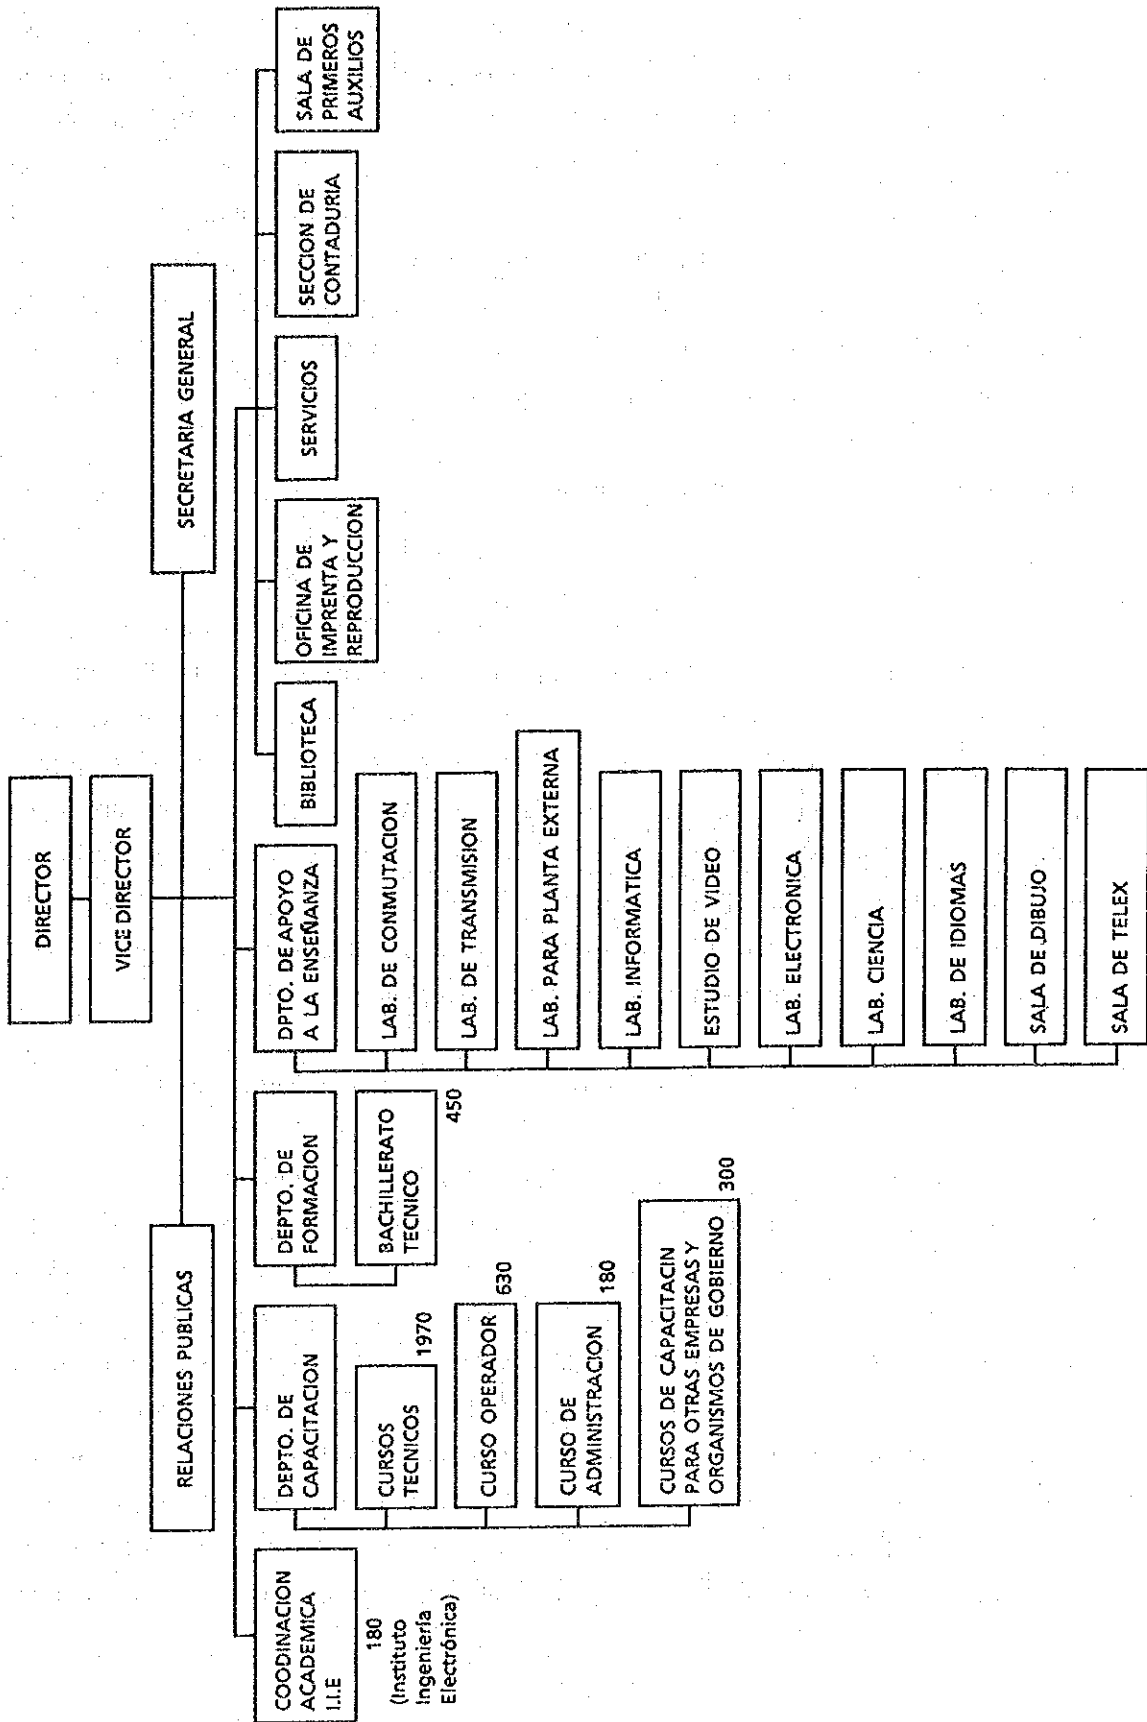 DIRECTOR
VICE DIRECTOR
RELACIONES PUBLICAS
SECRETARIA GENERAL
COODINACION
ACADEMICA
I.I.E
180
(Instituto
Ingeniería
Electrónica)
DEPTO. DE
CAPACITACION
CURSOS
TECNICOS
1970
CURSO OPERADOR
630
CURSO DE
ADMINISTRACION
180
CURSOS DE CAPACITACIN
PARA OTRAS EMPRESAS Y
ORGANISMOS DE GOBIERNO
300
DEPTO. DE
FORMACION
BACHILLERATO
TECNICO
450
DPTO. DE APOYO
A LA ENSEÑANZA
LAB. DE CONMUTACION
LAB. DE TRANSMISION
LAB. PARA PLANTA EXTERNA
LAB. INFORMATICA
ESTUDIO DE VIDEO
LAB. ELECTRONICA
LAB. CIENCIA
LAB. DE IDIOMAS
SALA DE DIBUJO
SALA DE TELEX
BIBLIOTECA
OFICINA DE
IMPRENTA Y
REPRODUCCION
SERVICIOS
SECCION DE
CONTADURIA
SALA DE
PRIMEROS
AUXILIOS